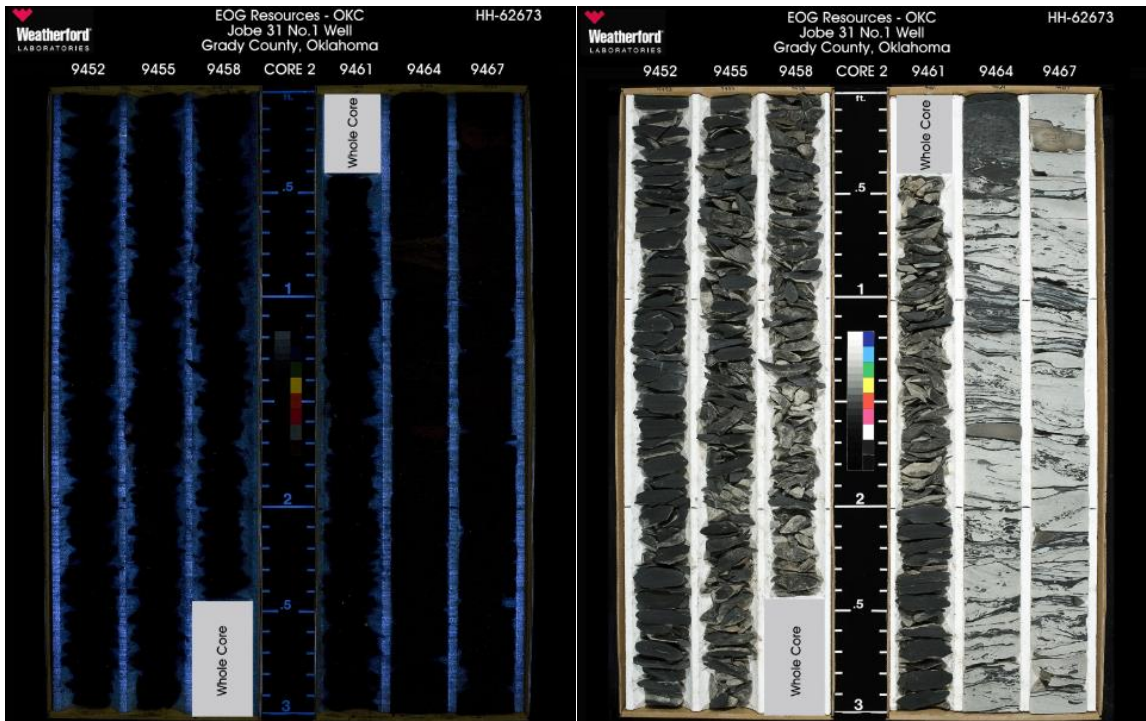 EOG Resources - OKC
HH-62673
Jobe 31 No.1 Well
Grady County, Oklahoma
Weatherford
LABORATORIES
9452 9455 9458 CORE 2 9461 9464 9467
Whole Core
.5
1
2
.5
Whole Core
3
EOG Resources - OKC
HH-62673
Jobe 31 No.1 Well
Grady County, Oklahoma
Weatherford
LABORATORIES
9452 9455 9458 CORE 2 9461 9464 9467
ft.
Whole Core
.5
1
2
.5
Whole Core
3